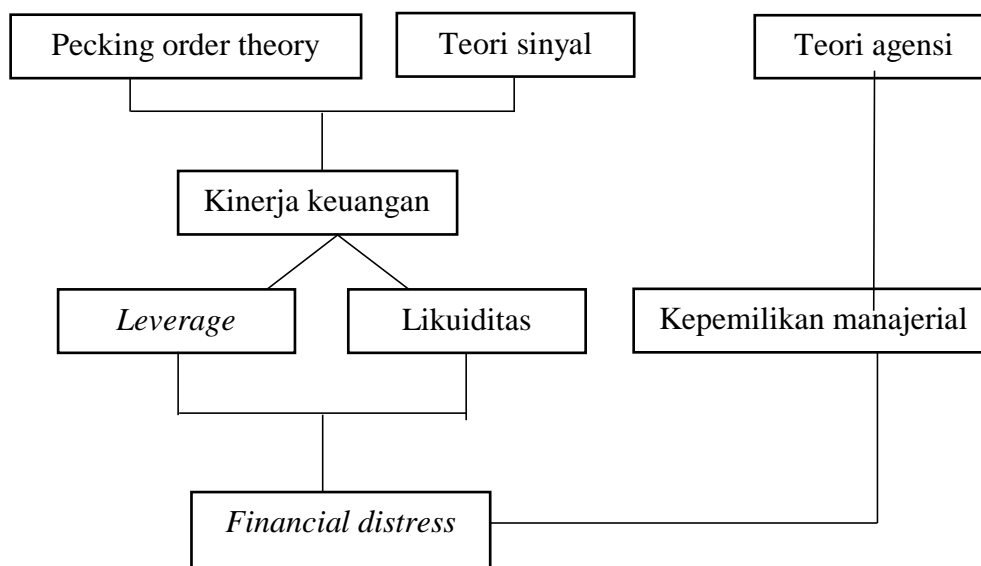 Pecking order theory
Teori sinyal
Teori agensi
Kinerja keuangan
Leverage
Likuiditas
Kepemilikan manajerial
Financial distress